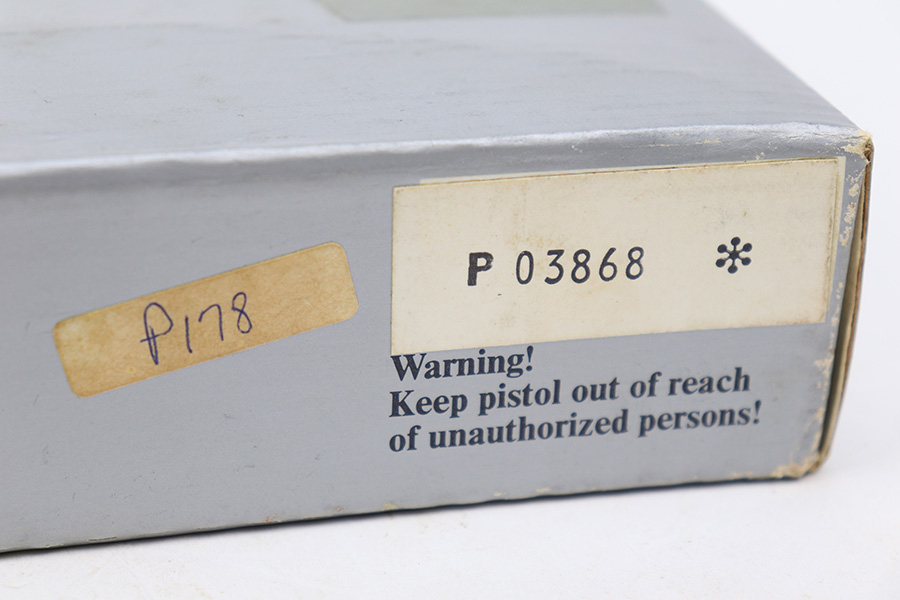 P178
P 03868 *
Warning!
Keep pistol out of reach
of unauthorized persons!